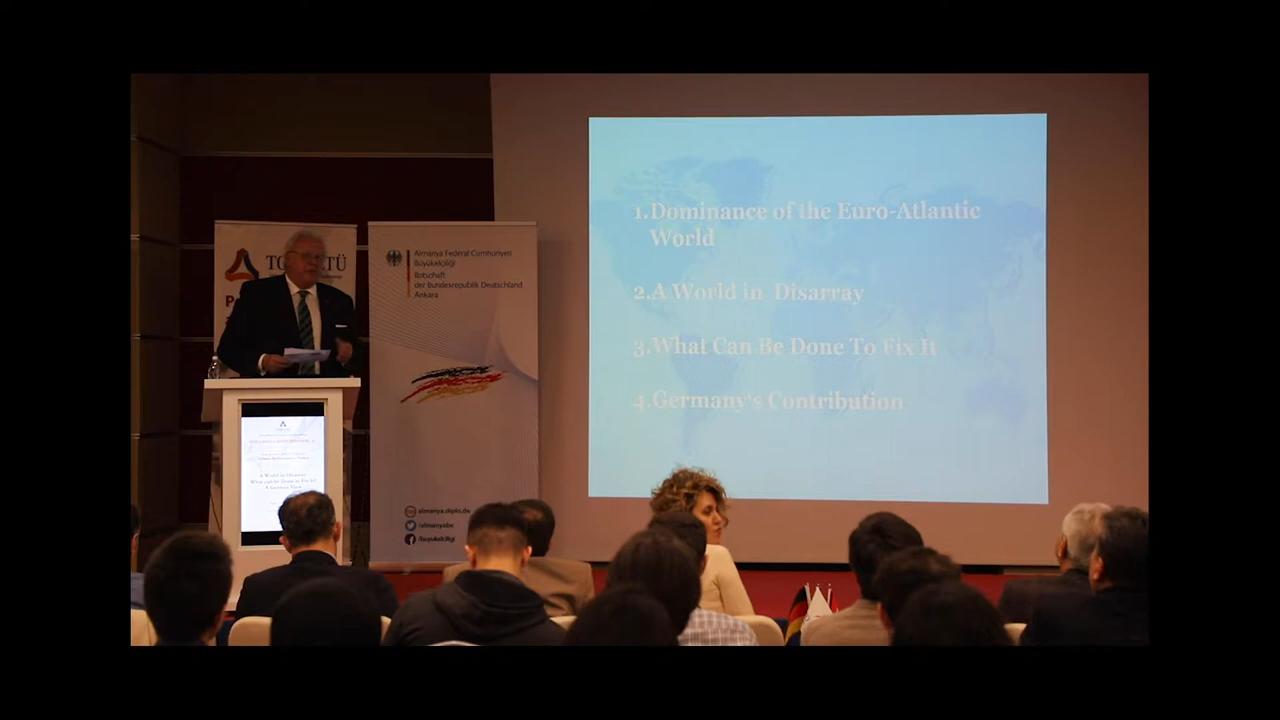 Almanya Federal Cumhuriyeti
Büyükelçiliği
Botschaft
der Bundesrepublik Deutschland
Ankara
almanya.diplo.de
/almanyabe
/buyukelciligi
A World in Disarray
What can be Done to Fix It?
A German View
1.Dominance of the Euro-Atlantic
World
2.A World in Disarray
3.What Can Be Done To Fix It
4.Germany's Contribution